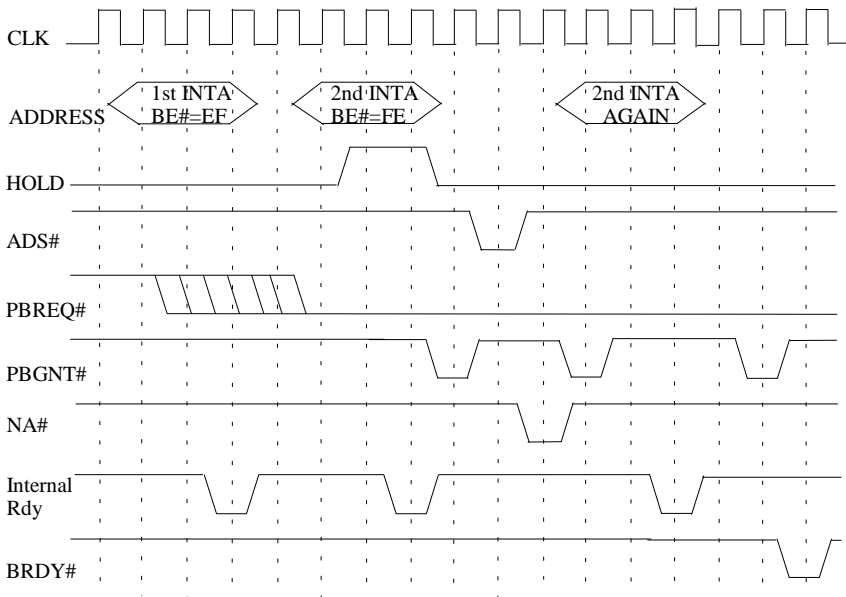 CLK
ADDRESS
1st INTA
BE#=EF
2nd INTA
BE#=FE
2nd INTA
AGAIN
HOLD
ADS#
PBREQ#
PBGNT#
NA#
Internal
Rdy
BRDY#